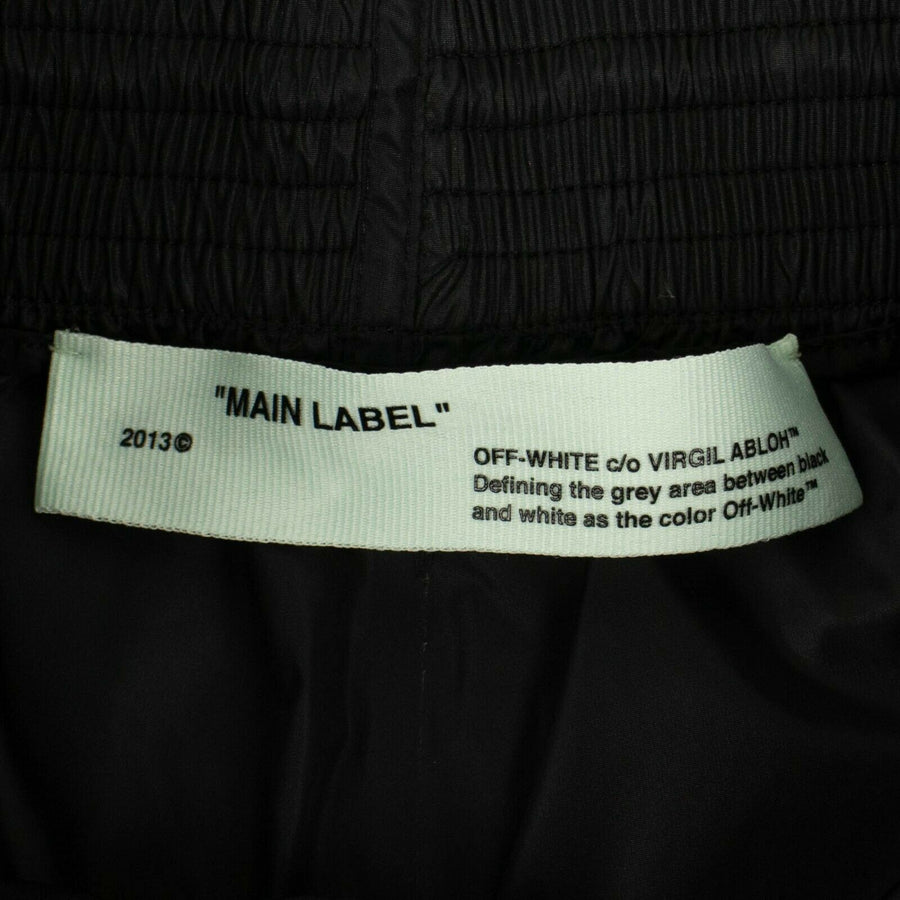 "MAIN LABEL"
2013©
OFF-WHITE c/o VIRGIL ABLOH™
Defining the grey area between black
and white as the color Off-White™